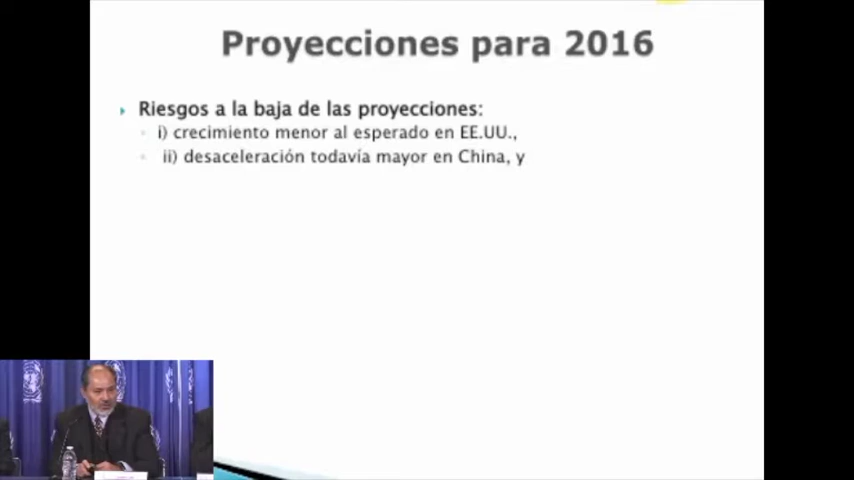 Proyecciones para 2016
Riesgos a la baja de las proyecciones:
i) crecimiento menor al esperado en EE.UU.,
ii) desaceleración todavía mayor en China, y